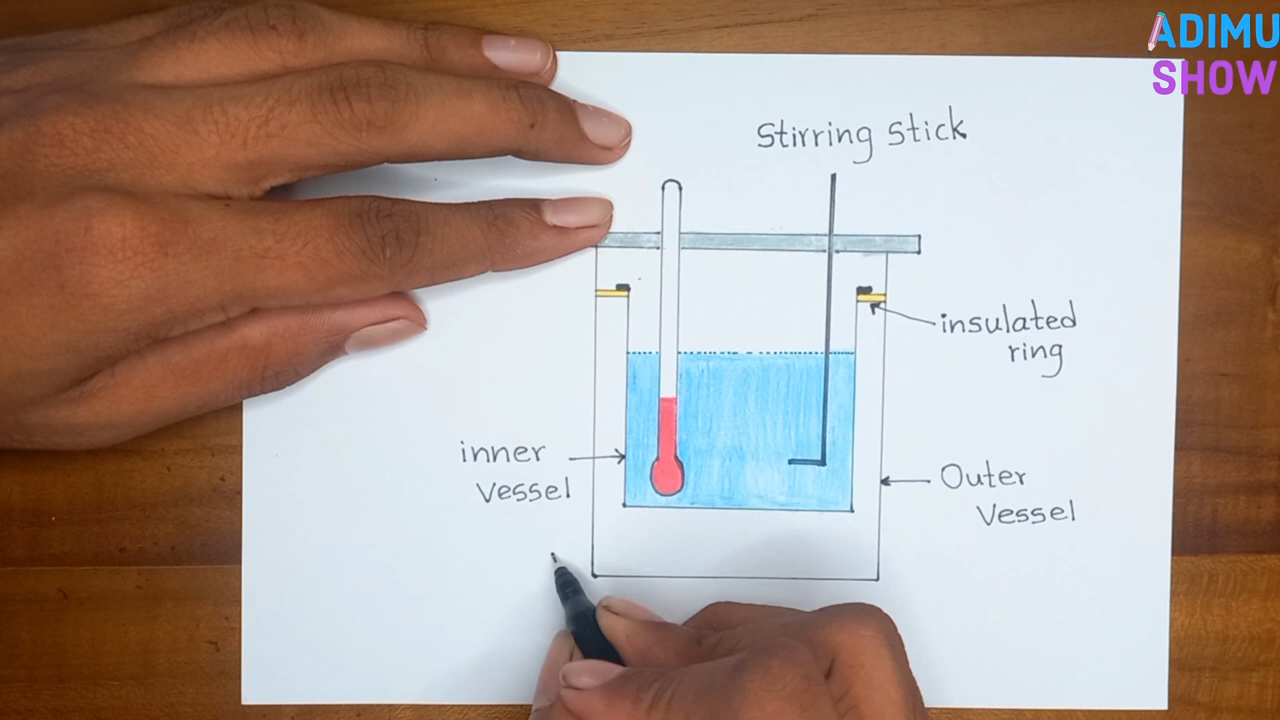 ADIMU
SHOW
Stirring Stick
insulated
ring
inner
Vessel
Outer
Vessel